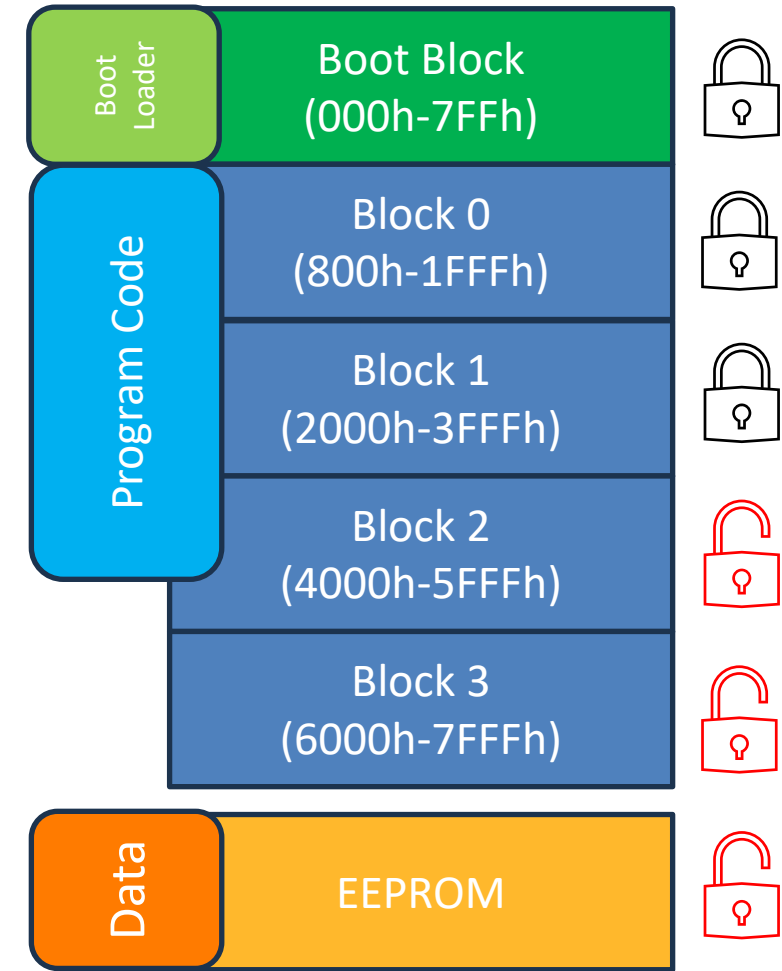 Boot
Loader
Boot Block
(000h-7FFh)
Program Code
Block 0
(800h-1FFFh)
Block 1
(2000h-3FFFh)
Block 2
(4000h-5FFFh)
Block 3
(6000h-7FFFh)
Data
EEPROM